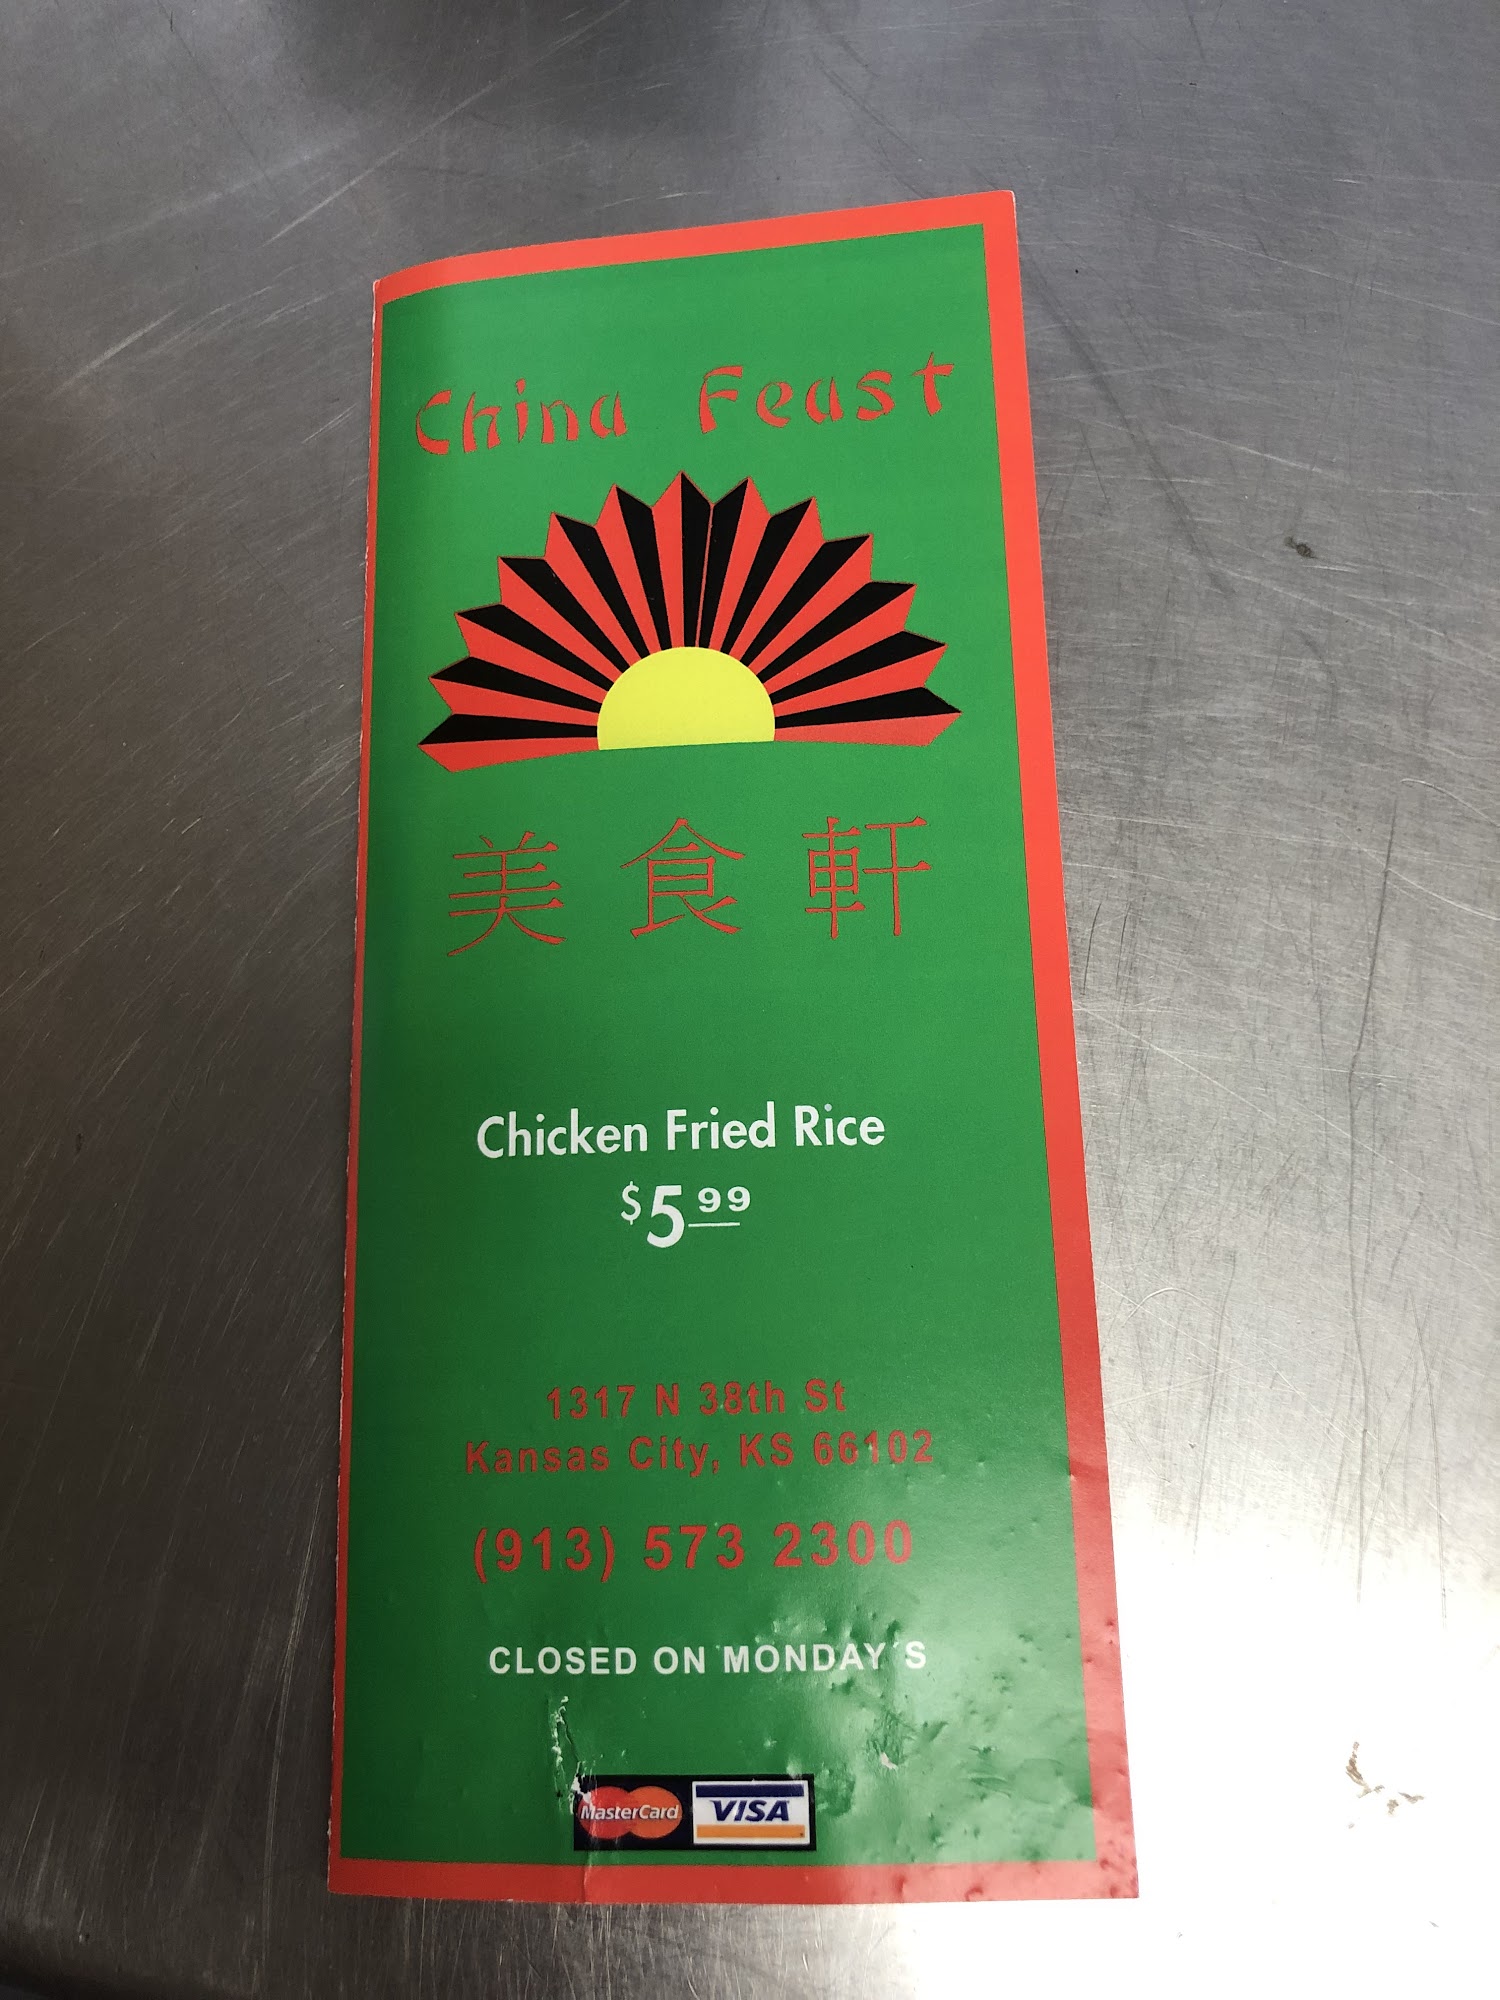 China Feast
美食軒
Chicken Fried Rice
$5.99
1317 N 38th St
Kansas City, KS 66102
(913) 573 2300
CLOSED ON MONDAY'S
MasterCard VISA